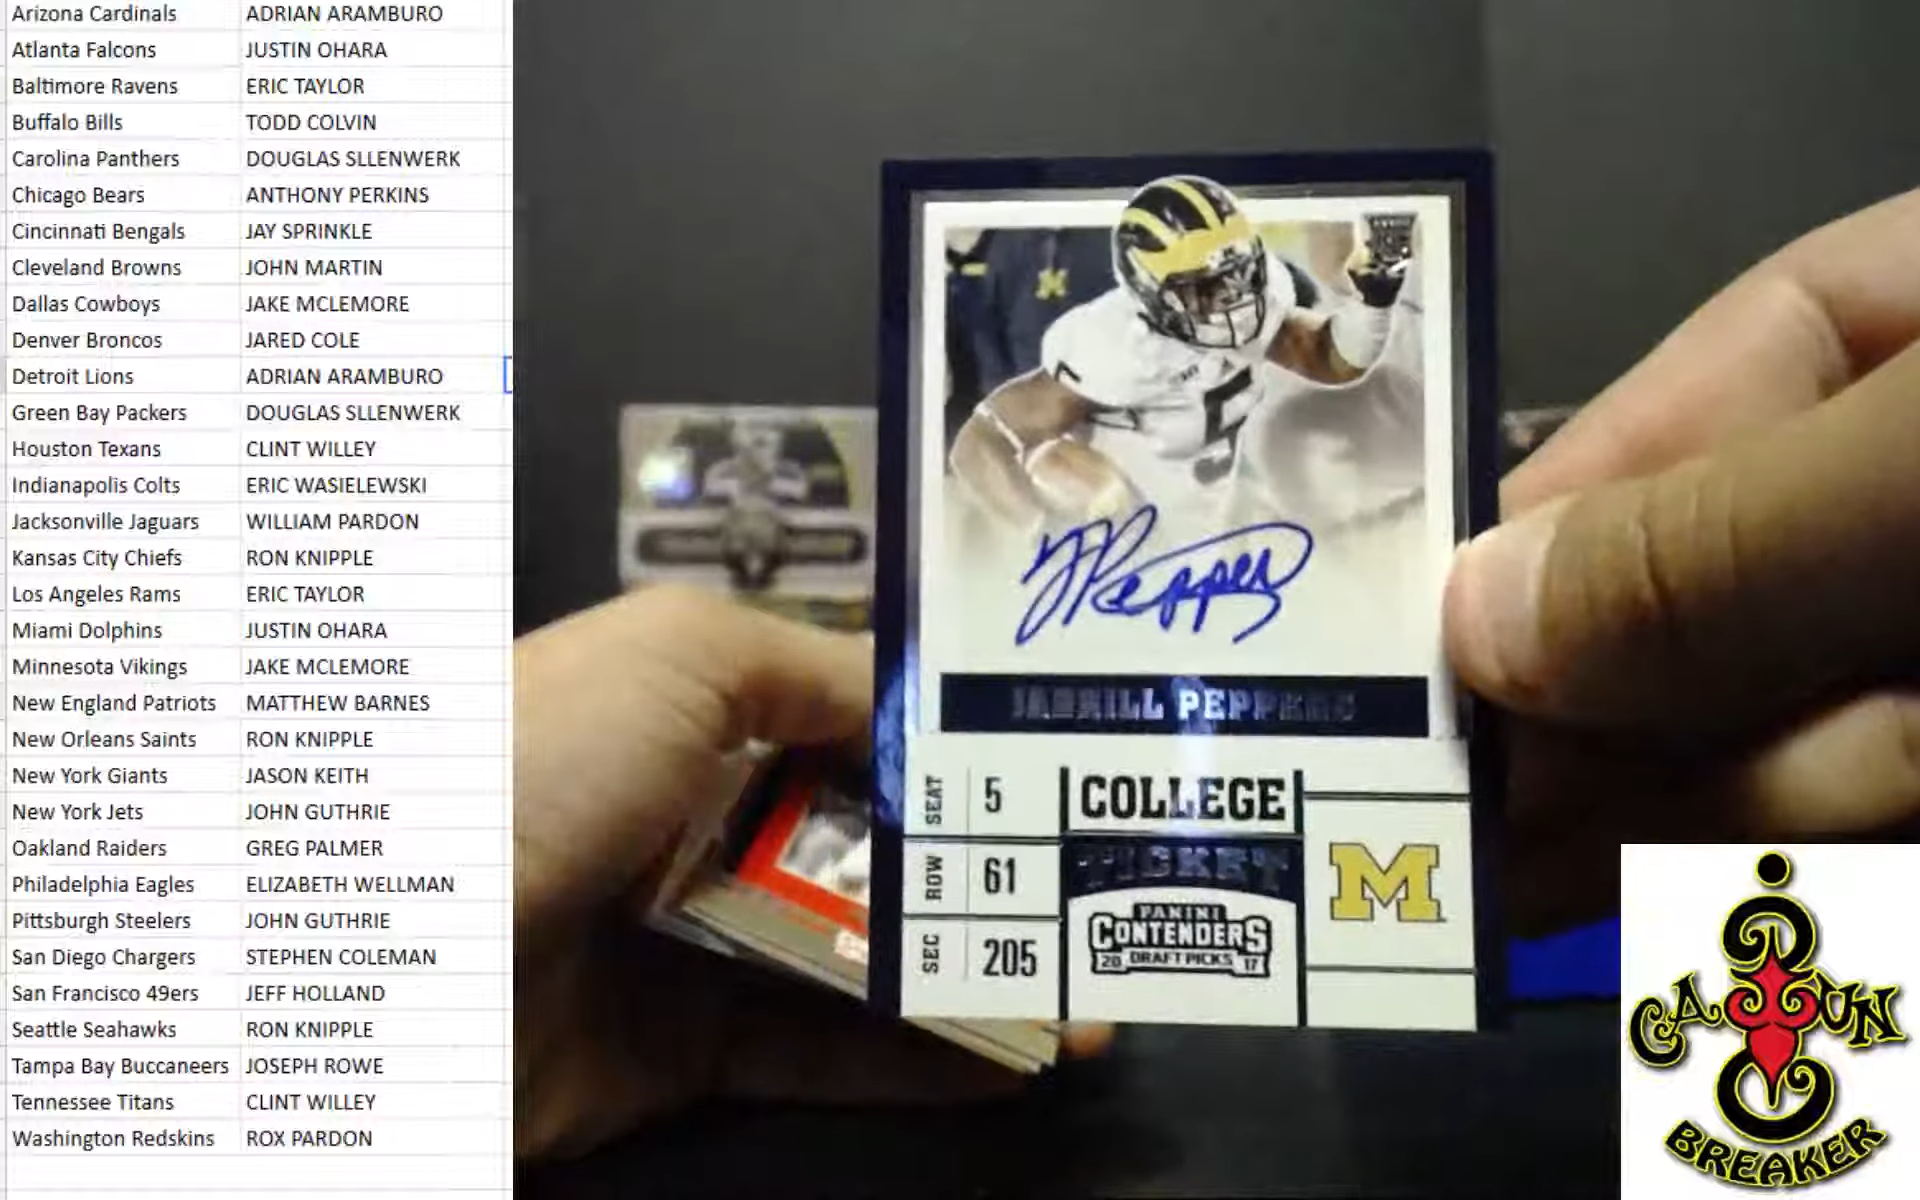 Arizona Cardinals ADRIAN ARAMBURO
Atlanta Falcons JUSTIN OHARA
Baltimore Ravens ERIC TAYLOR
Buffalo Bills TODD COLVIN
Carolina Panthers DOUGLAS SLLENWERK
Chicago Bears ANTHONY PERKINS
Cincinnati Bengals JAY SPRINKLE
Cleveland Browns JOHN MARTIN
Dallas Cowboys JAKE MCLEMORE
Denver Broncos JARED COLE
Detroit Lions ADRIAN ARAMBURO
Green Bay Packers DOUGLAS SLLENWERK
Houston Texans CLINT WILLEY
Indianapolis Colts ERIC WASIELEWSKI
Jacksonville Jaguars WILLIAM PARDON
Kansas City Chiefs RON KNIPPLE
Los Angeles Rams ERIC TAYLOR
Miami Dolphins JUSTIN OHARA
Minnesota Vikings JAKE MCLEMORE
New England Patriots MATTHEW BARNES
New Orleans Saints RON KNIPPLE
New York Giants JASON KEITH
New York Jets JOHN GUTHRIE
Oakland Raiders GREG PALMER
Philadelphia Eagles ELIZABETH WELLMAN
Pittsburgh Steelers JOHN GUTHRIE
San Diego Chargers STEPHEN COLEMAN
San Francisco 49ers JEFF HOLLAND
Seattle Seahawks RON KNIPPLE
Tampa Bay Buccaneers JOSEPH ROWE
Tennessee Titans CLINT WILLEY
Washington Redskins ROX PARDON
M
5
J Peppers
JABRILL PEPPERS
SEAT 5
ROW 61
SEC 205
COLLEGE
TICKET
PANINI
CONTENDERS
20 DRAFT PICKS 17
M
CAJUN
BREAKER